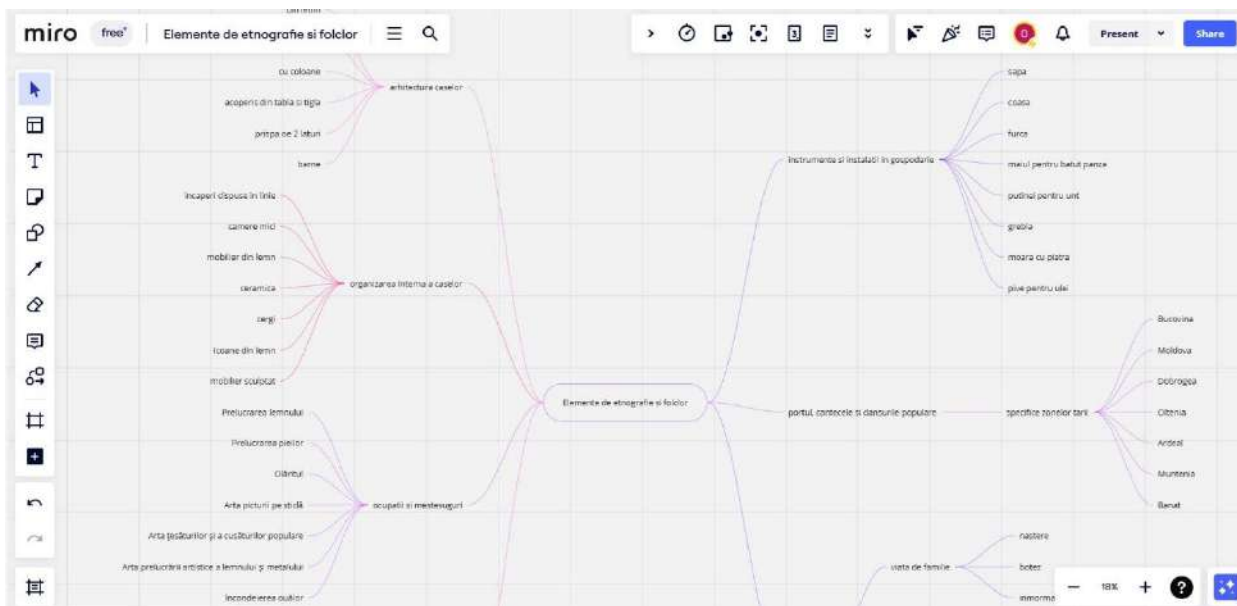 miro free Elemente de etnografie si folclor
Present Share
cu coloane
acoperis din tabla si tigla
prispa pe 2 laturi
barne
arhitectura caselor
incaperi dispuse in linie
camere mici
mobilier din lemn
ceramica
cergi
icoane din lemn
mobilier sculptat
organizarea interna a caselor
Prelucrarea lemnului
Prelucrarea pieilor
Olăritul
Arta picturii pe sticlă
Arta țesăturilor și a cusăturilor populare
Arta prelucrării artistice a lemnului și metalului
Incondeierea ouălor
ocupatii si mestesuguri
Elemente de etnografie si folclor
instrumente si instalatii in gospodarie
sapa
coasa
furca
maiul pentru batut panza
putinei pentru unt
grebla
moara cu piatra
pive pentru ulei
portul, cantecele si dansurile populare
specifice zonelor tarii
Bucovina
Moldova
Dobrogea
Oltenia
Ardeal
Muntenia
Banat
viata de familie
nastere
botez
inmorma
18%